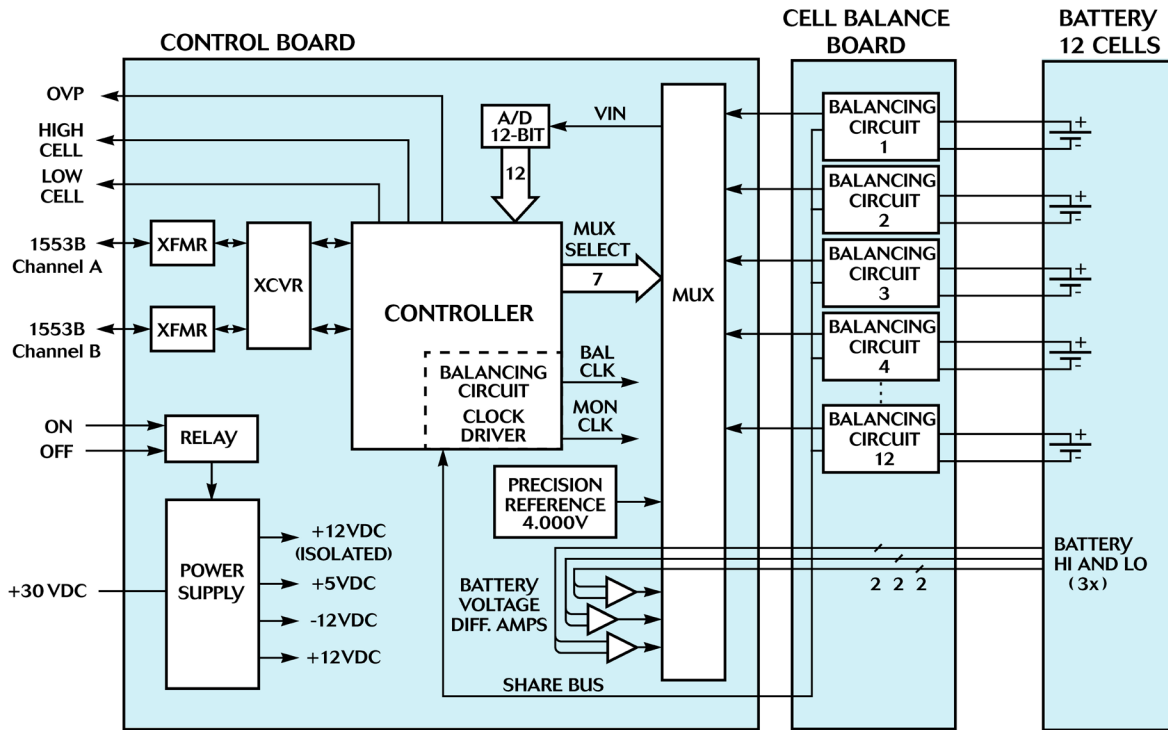 CONTROL BOARD
CELL BALANCE
BOARD
BATTERY
12 CELLS
OVP
HIGH
CELL
LOW
CELL
1553B
Channel A
1553B
Channel B
XFMR
XFMR
XCVR
A/D
12-BIT
VIN
12
CONTROLLER
MUX
SELECT
7
MUX
BALANCING
CIRCUIT
CLOCK
DRIVER
BAL
CLK
MON
CLK
PRECISION
REFERENCE
4.000V
ON
OFF
RELAY
+30 VDC
POWER
SUPPLY
+12VDC
(ISOLATED)
+5VDC
-12VDC
+12VDC
BATTERY
VOLTAGE
DIFF. AMPS
SHARE BUS
BALANCING
CIRCUIT
1
BALANCING
CIRCUIT
2
BALANCING
CIRCUIT
3
BALANCING
CIRCUIT
4
BALANCING
CIRCUIT
12
+
-
+
-
+
-
+
-
+
-
2 2 2
BATTERY
HI AND LO
(3x)